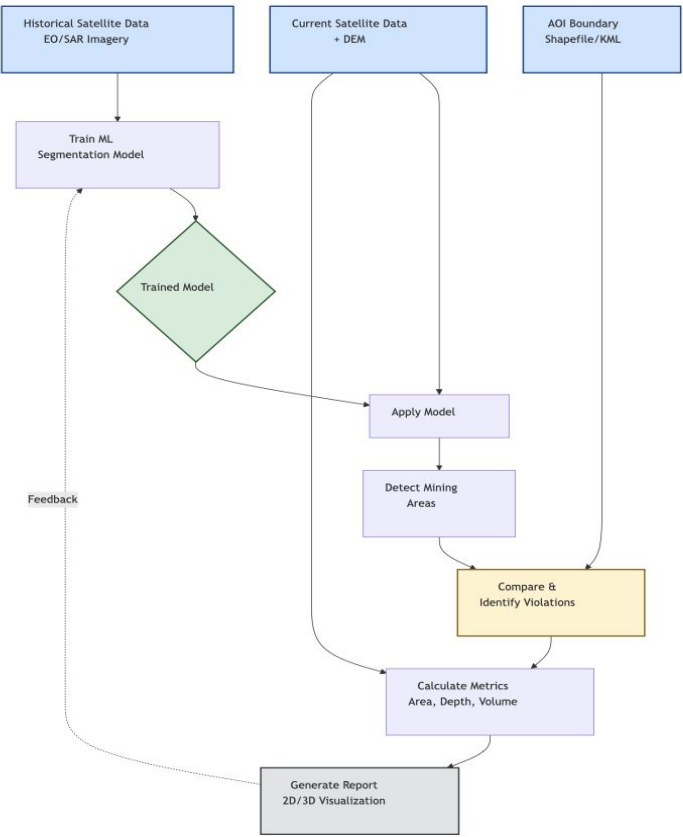 Historical Satellite Data
EO/SAR Imagery
Current Satellite Data
+ DEM
AOI Boundary
Shapefile/KML
Train ML
Segmentation Model
Trained Model
Apply Model
Detect Mining
Areas
Feedback
Compare &
Identify Violations
Calculate Metrics
Area, Depth, Volume
Generate Report
2D/3D Visualization